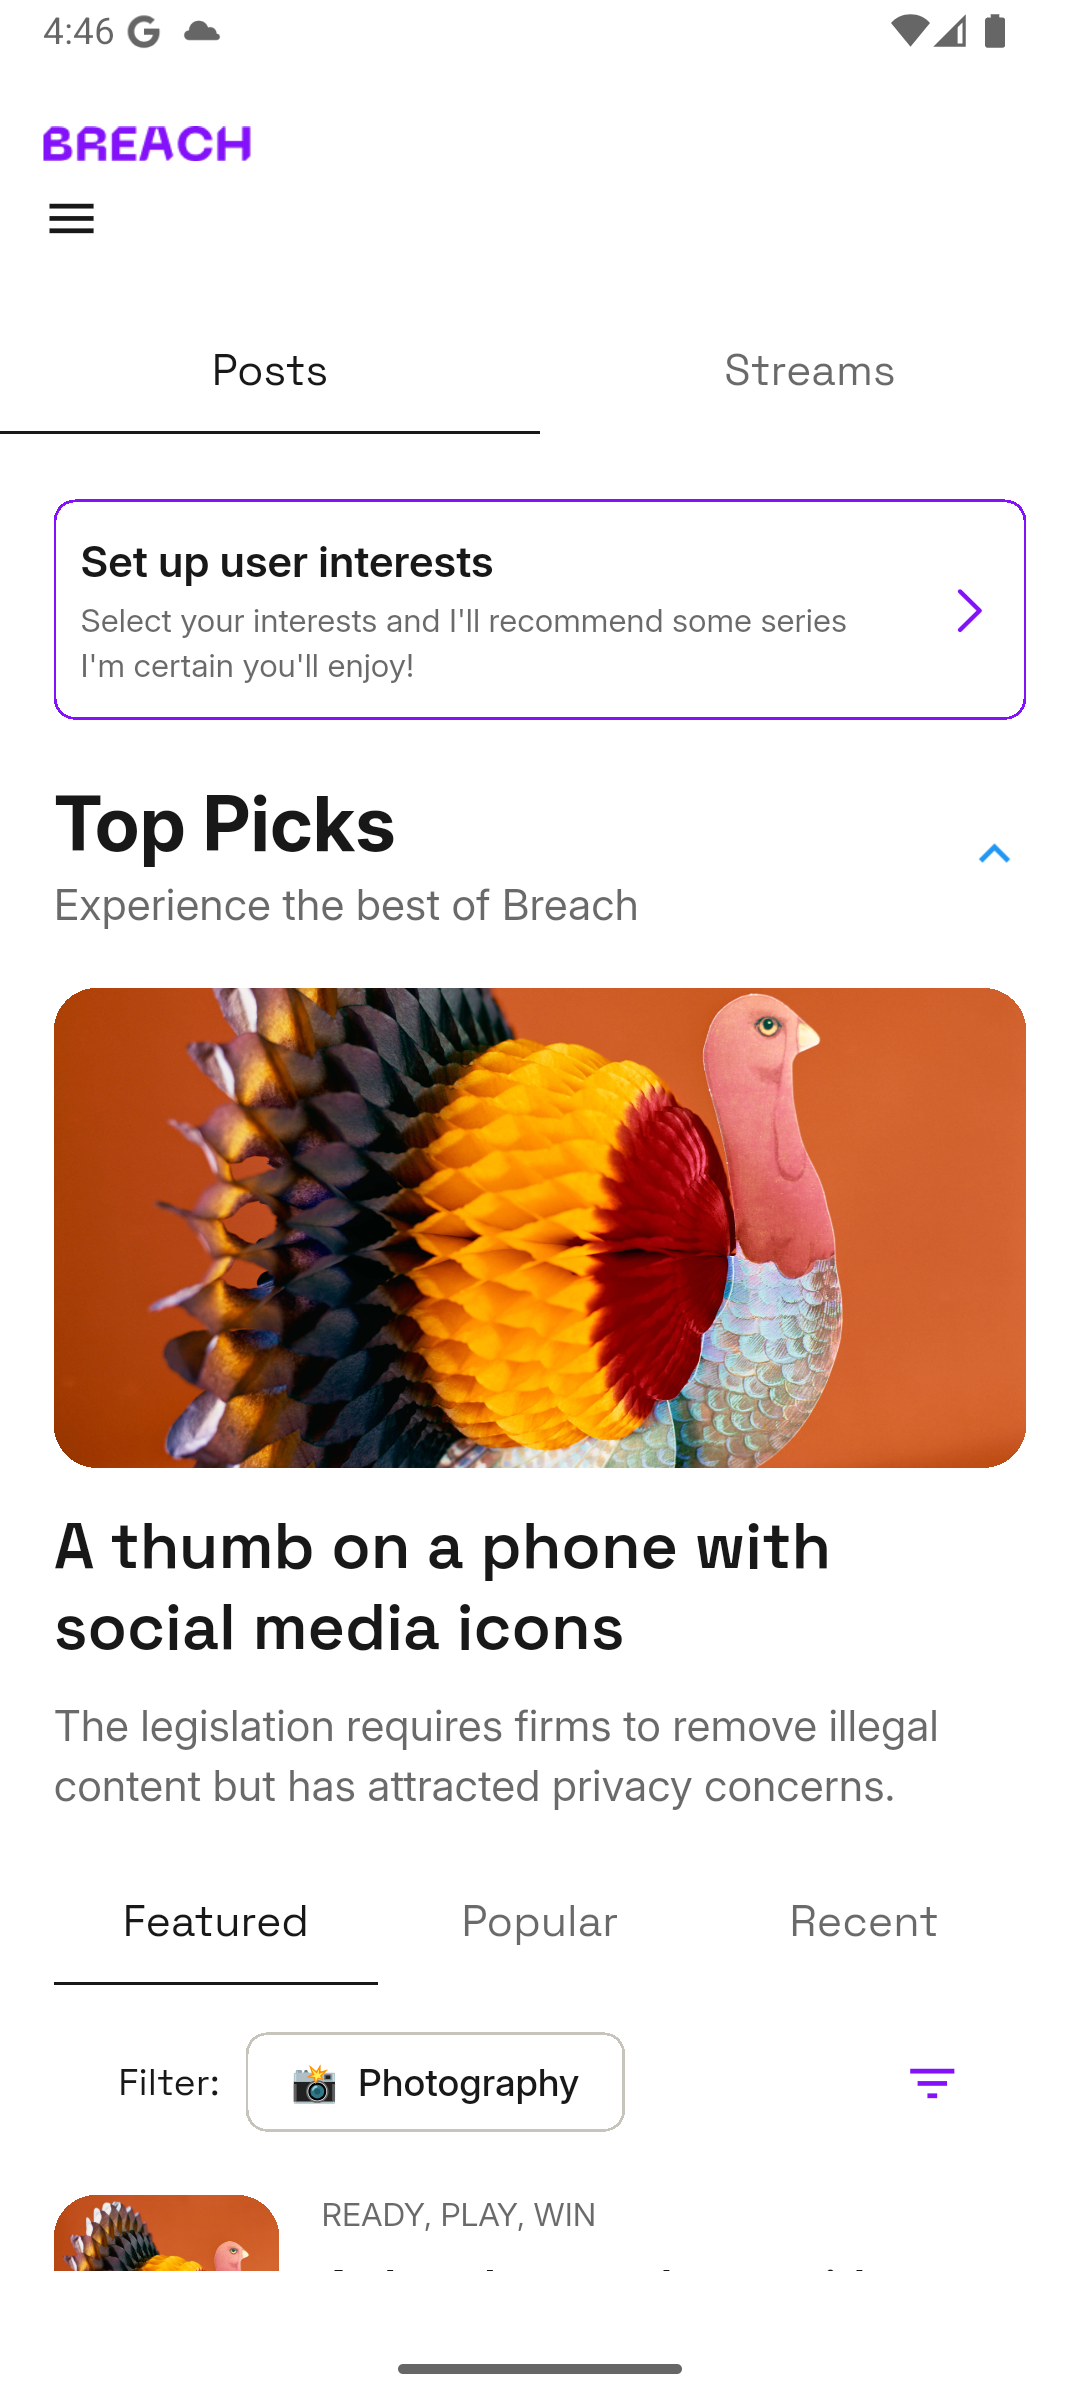 4:46
BREACH
Posts
Streams
Set up user interests
Select your interests and I'll recommend some series
I'm certain you'll enjoy!
Top Picks
Experience the best of Breach
A thumb on a phone with
social media icons
The legislation requires firms to remove illegal
content but has attracted privacy concerns.
Featured
Popular
Recent
Filter:
Photography
READY, PLAY, WIN